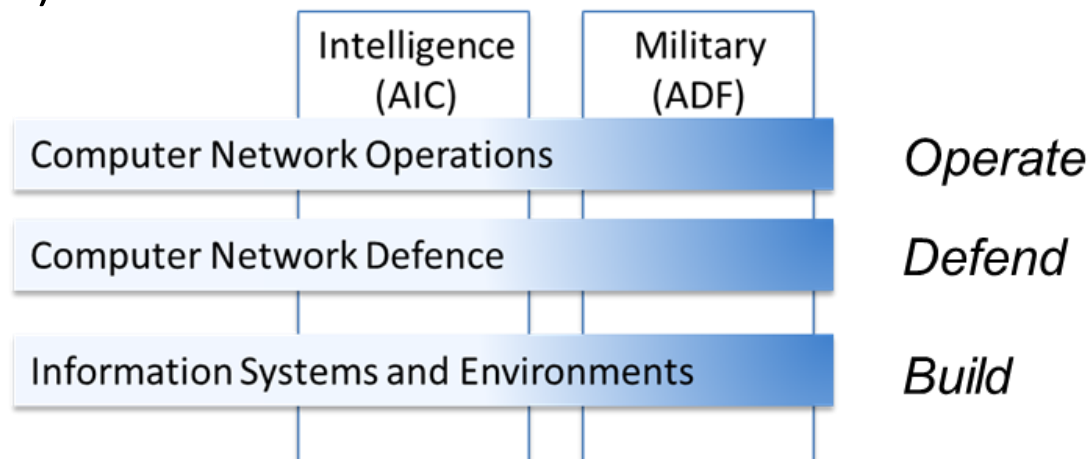 Intelligence
(AIC)
Military
(ADF)
Computer Network Operations
Operate
Computer Network Defence
Defend
Information Systems and Environments
Build